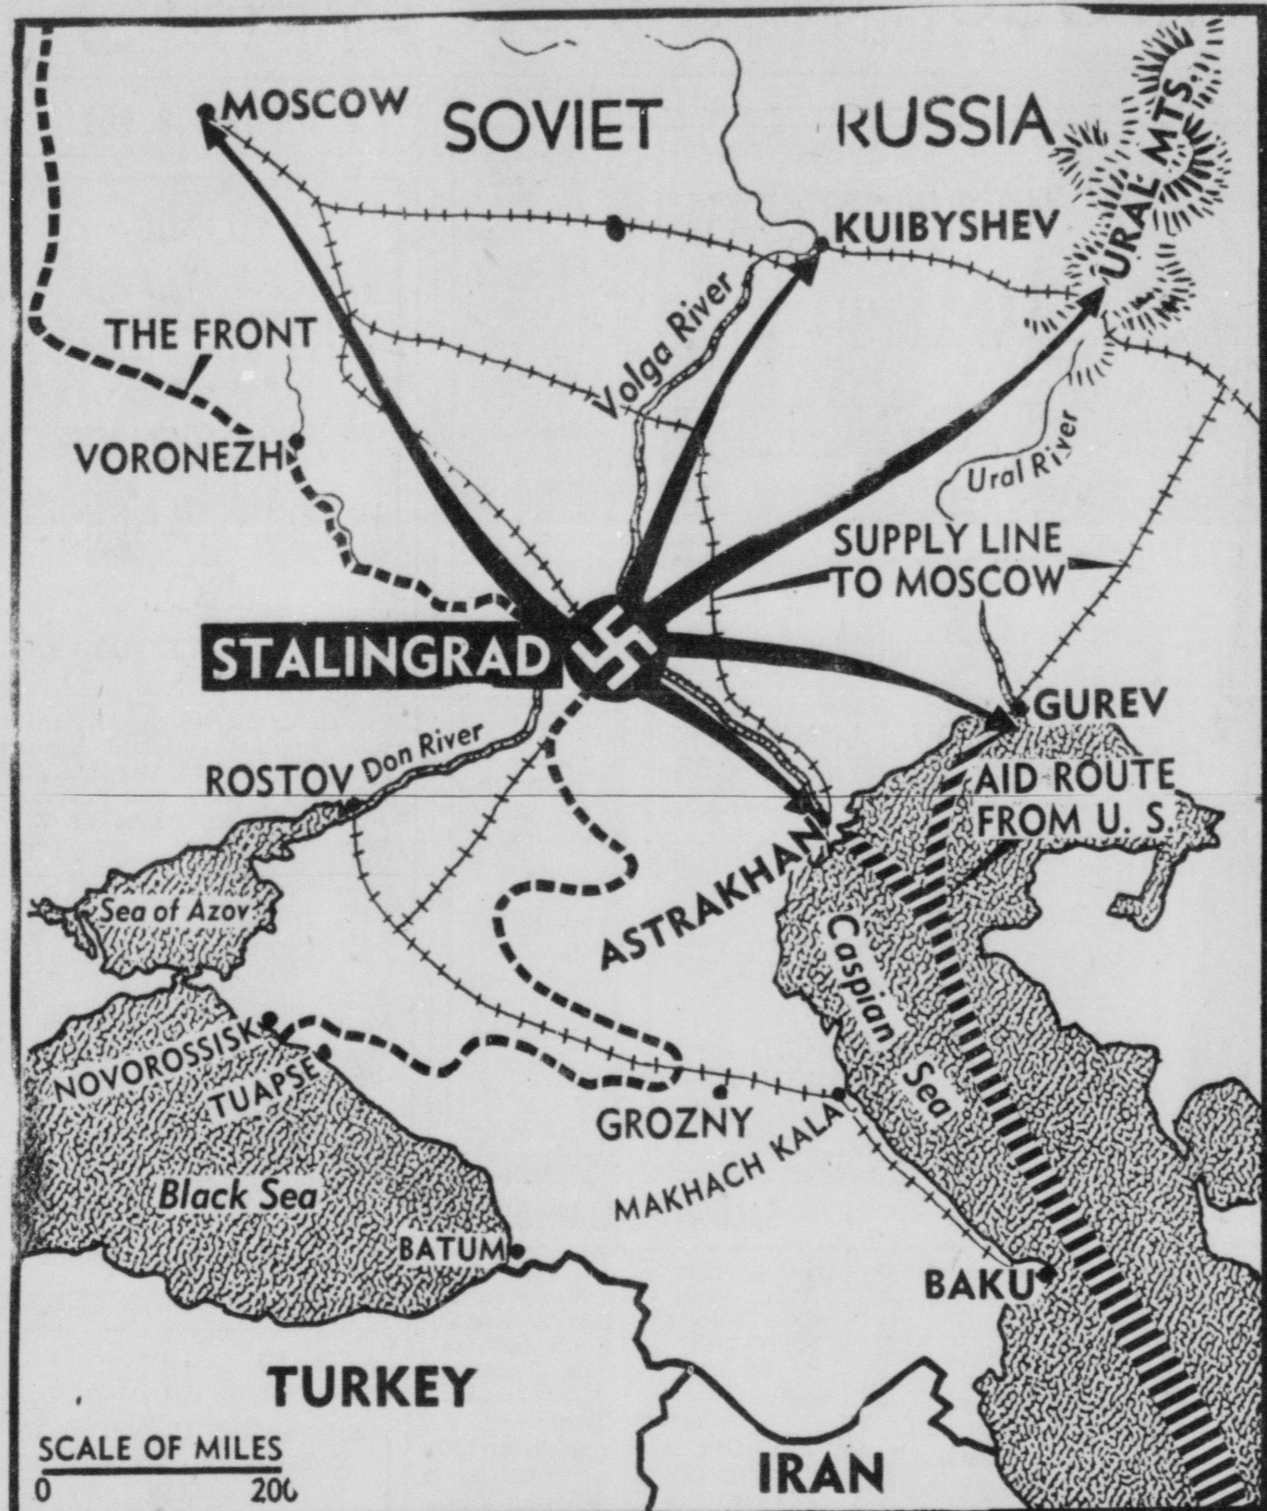 MOSCOW
SOVIET RUSSIA
URAL MTS.
KUIBYSHEV
Volga River
THE FRONT
VORONEZH
Ural River
SUPPLY LINE
TO MOSCOW
STALINGRAD
GUREV
Don River
ROSTOV
AID ROUTE
FROM U. S.
ASTRAKHAN
Sea of Azov
Caspian Sea
NOVOROSSISK
TUAPSE
GROZNY
MAKHACH KALA
Black Sea
BATUM
BAKU
TURKEY
IRAN
SCALE OF MILES
0 200